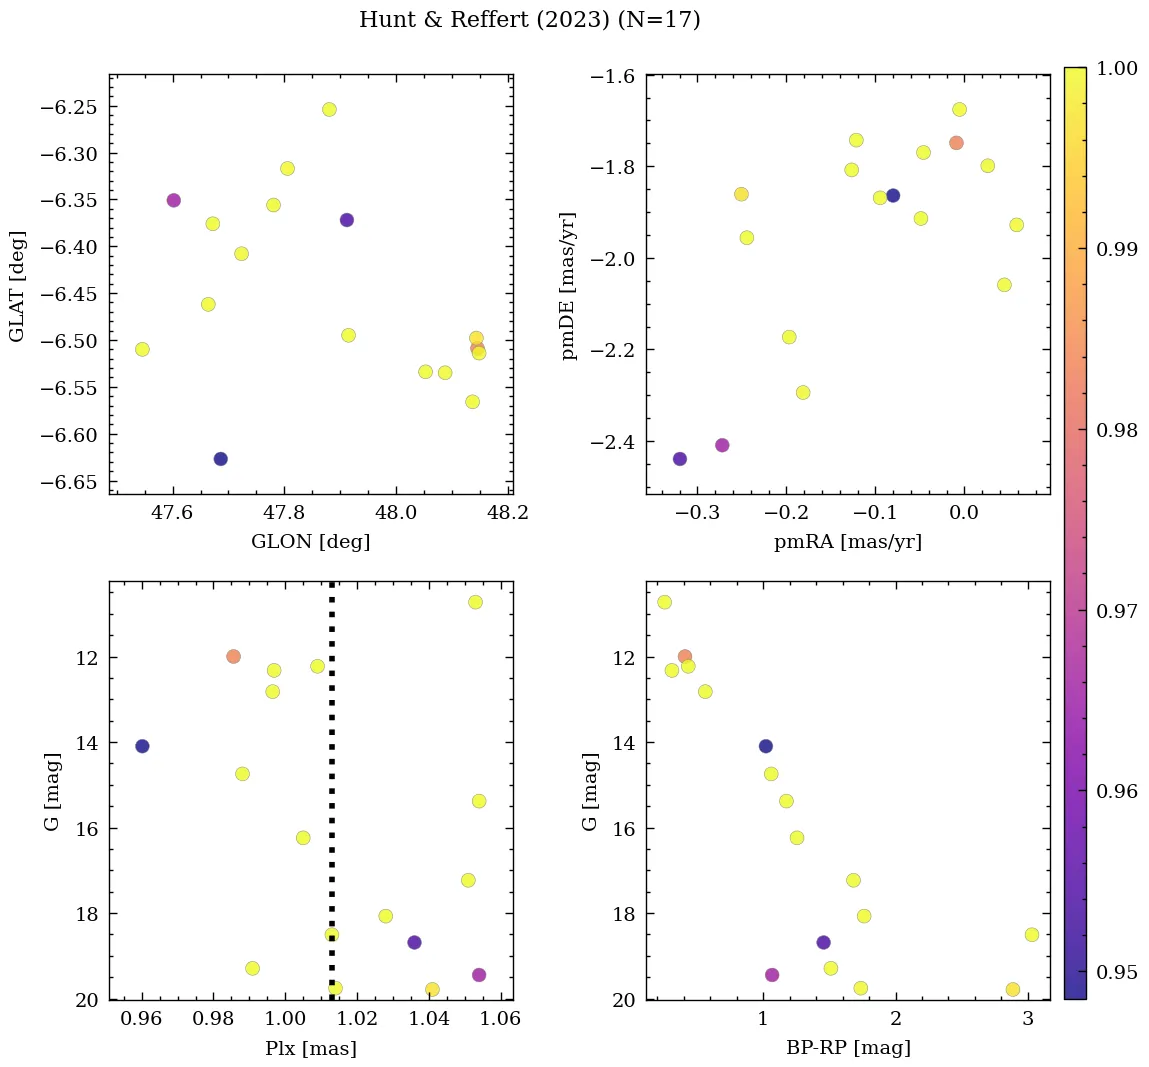 Hunt & Reffert (2023) (N=17)
−6.25
−6.30
−6.35
−6.40
−6.45
−6.50
−6.55
−6.60
−6.65
GLAT [deg]
47.6 47.8 48.0 48.2
GLON [deg]
−1.6
−1.8
−2.0
−2.2
−2.4
pmDE [mas/yr]
−0.3 −0.2 −0.1 0.0
pmRA [mas/yr]
1.00
0.99
0.98
0.97
0.96
0.95
12
14
16
18
20
G [mag]
0.96 0.98 1.00 1.02 1.04 1.06
Plx [mas]
12
14
16
18
20
G [mag]
1 2 3
BP-RP [mag]